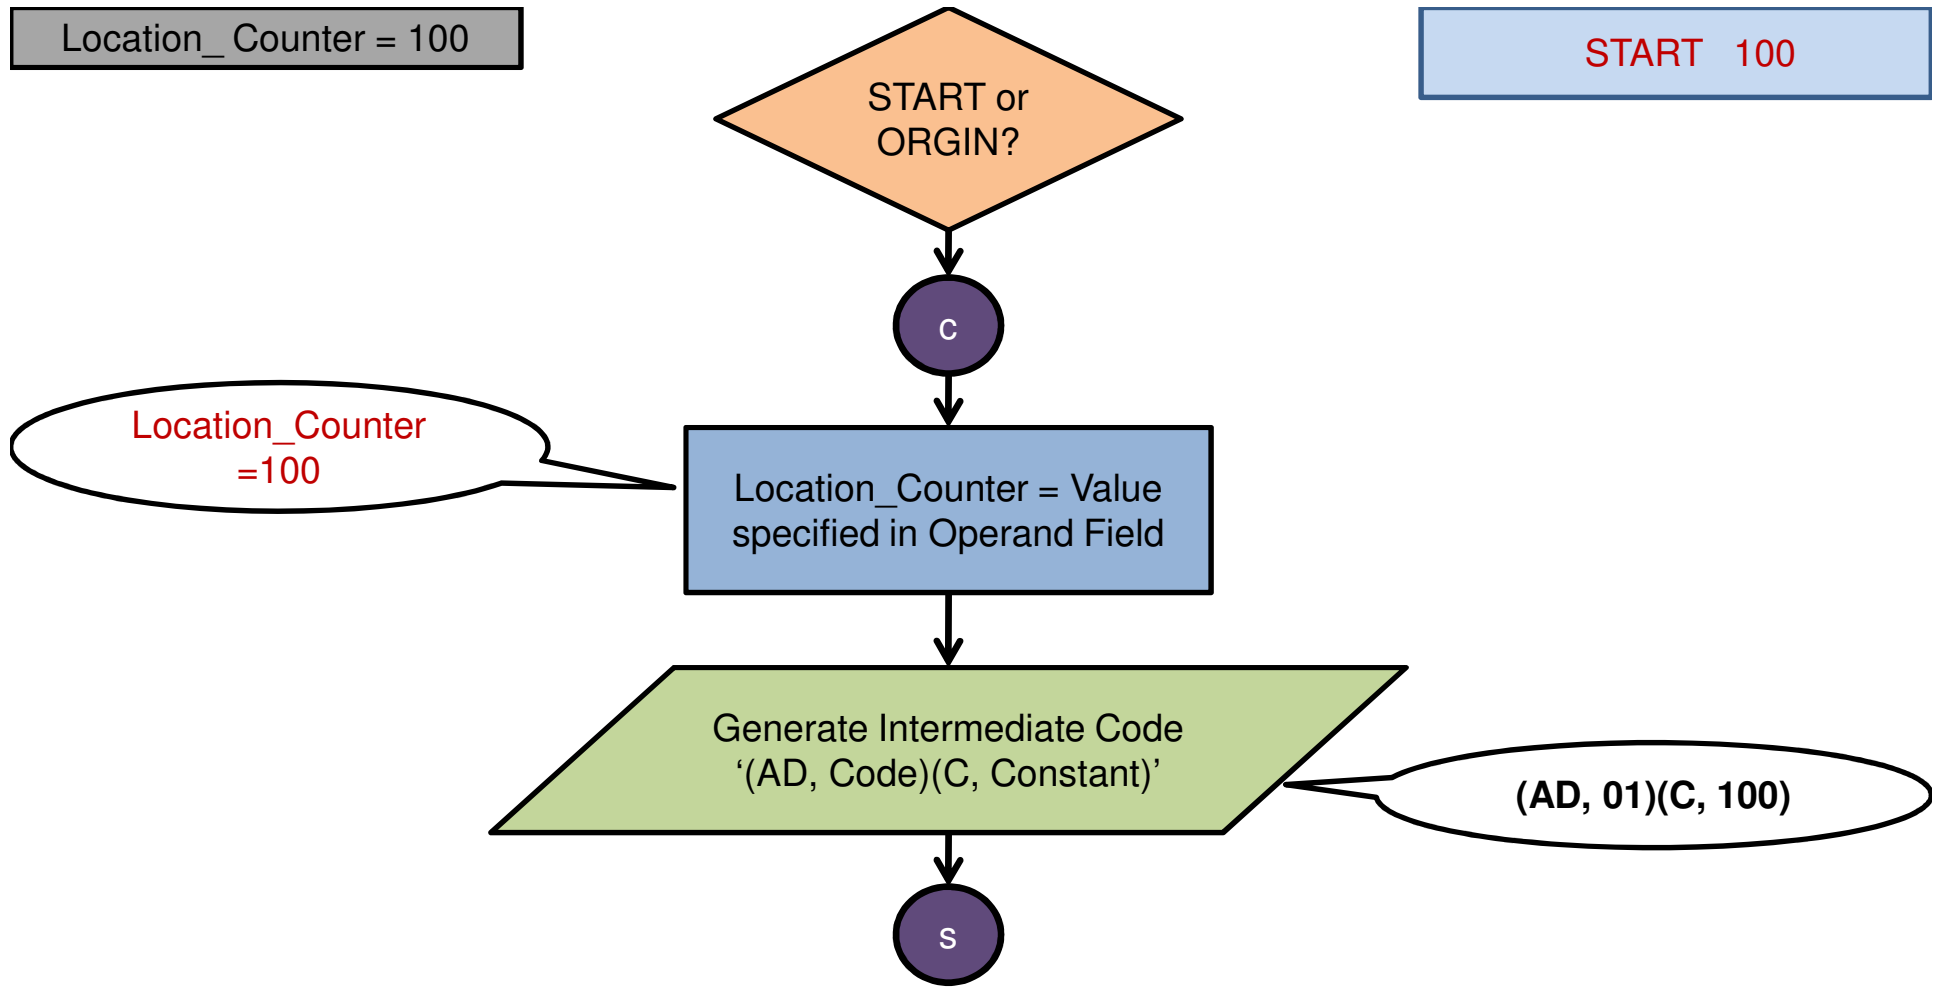 Location_ Counter = 100
START 100
START or
ORGIN?
c
Location_Counter
=100
Location_Counter = Value
specified in Operand Field
Generate Intermediate Code
‘(AD, Code)(C, Constant)’
(AD, 01)(C, 100)
s